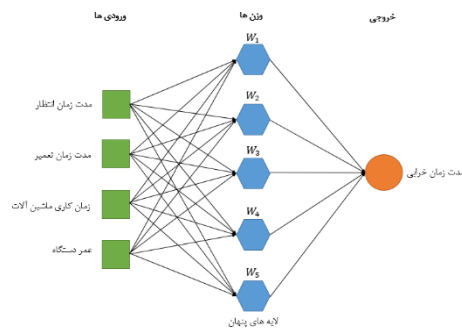 ورودی ها
وزن ها
خروجی
W₁
W₂
W₃
W₄
W₅
مدت زمان انتظار
مدت زمان تعمیر
زمان کاری ماشین آلات
عمر دستگاه
مدت زمان خرابی
لایه های پنهان